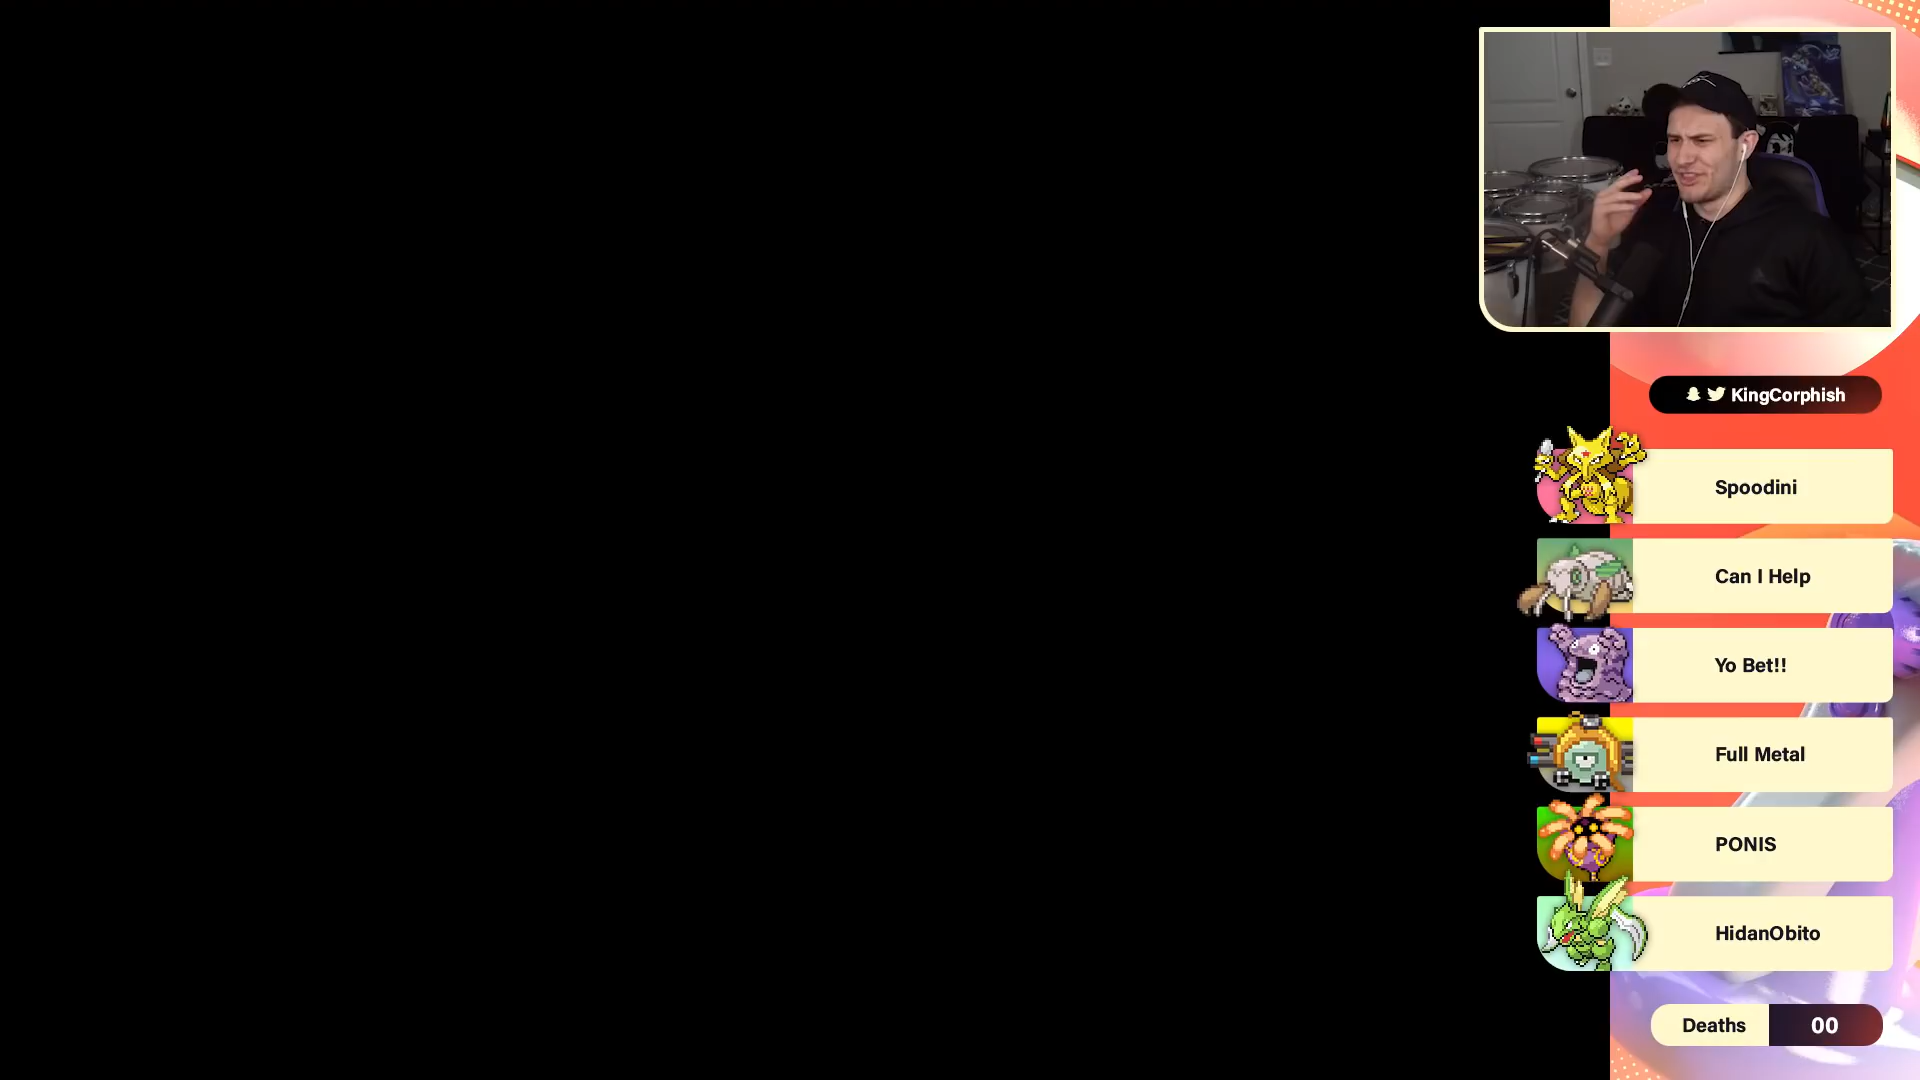 KingCorphish
Spoodini
Can I Help
Yo Bet!!
Full Metal
PONIS
HidanObito
Deaths 00